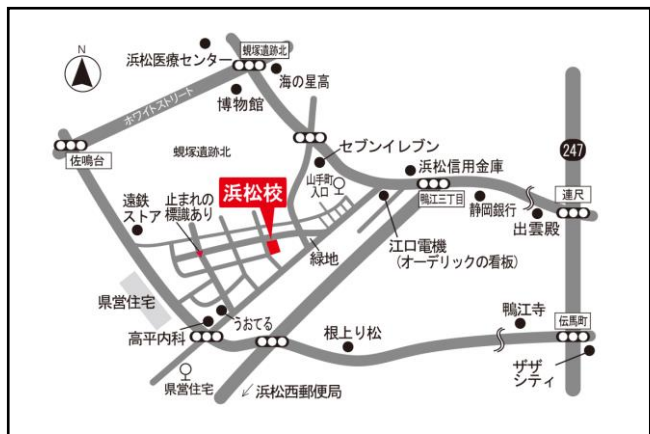 N
浜松医療センター
蜆塚遺跡北
海の星高
博物館
ホワイトストリート
佐鳴台
蜆塚遺跡北
セブンイレブン
247
浜松信用金庫
山手町
入口
鴨江三丁目
静岡銀行
連尺
出雲殿
遠鉄
ストア
止まれの
標識あり
浜松校
緑地
江口電機
(オーデリックの看板)
県営住宅
うおてる
高平内科
根上り松
鴨江寺
伝馬町
ザザ
シティ
県営住宅
浜松西郵便局